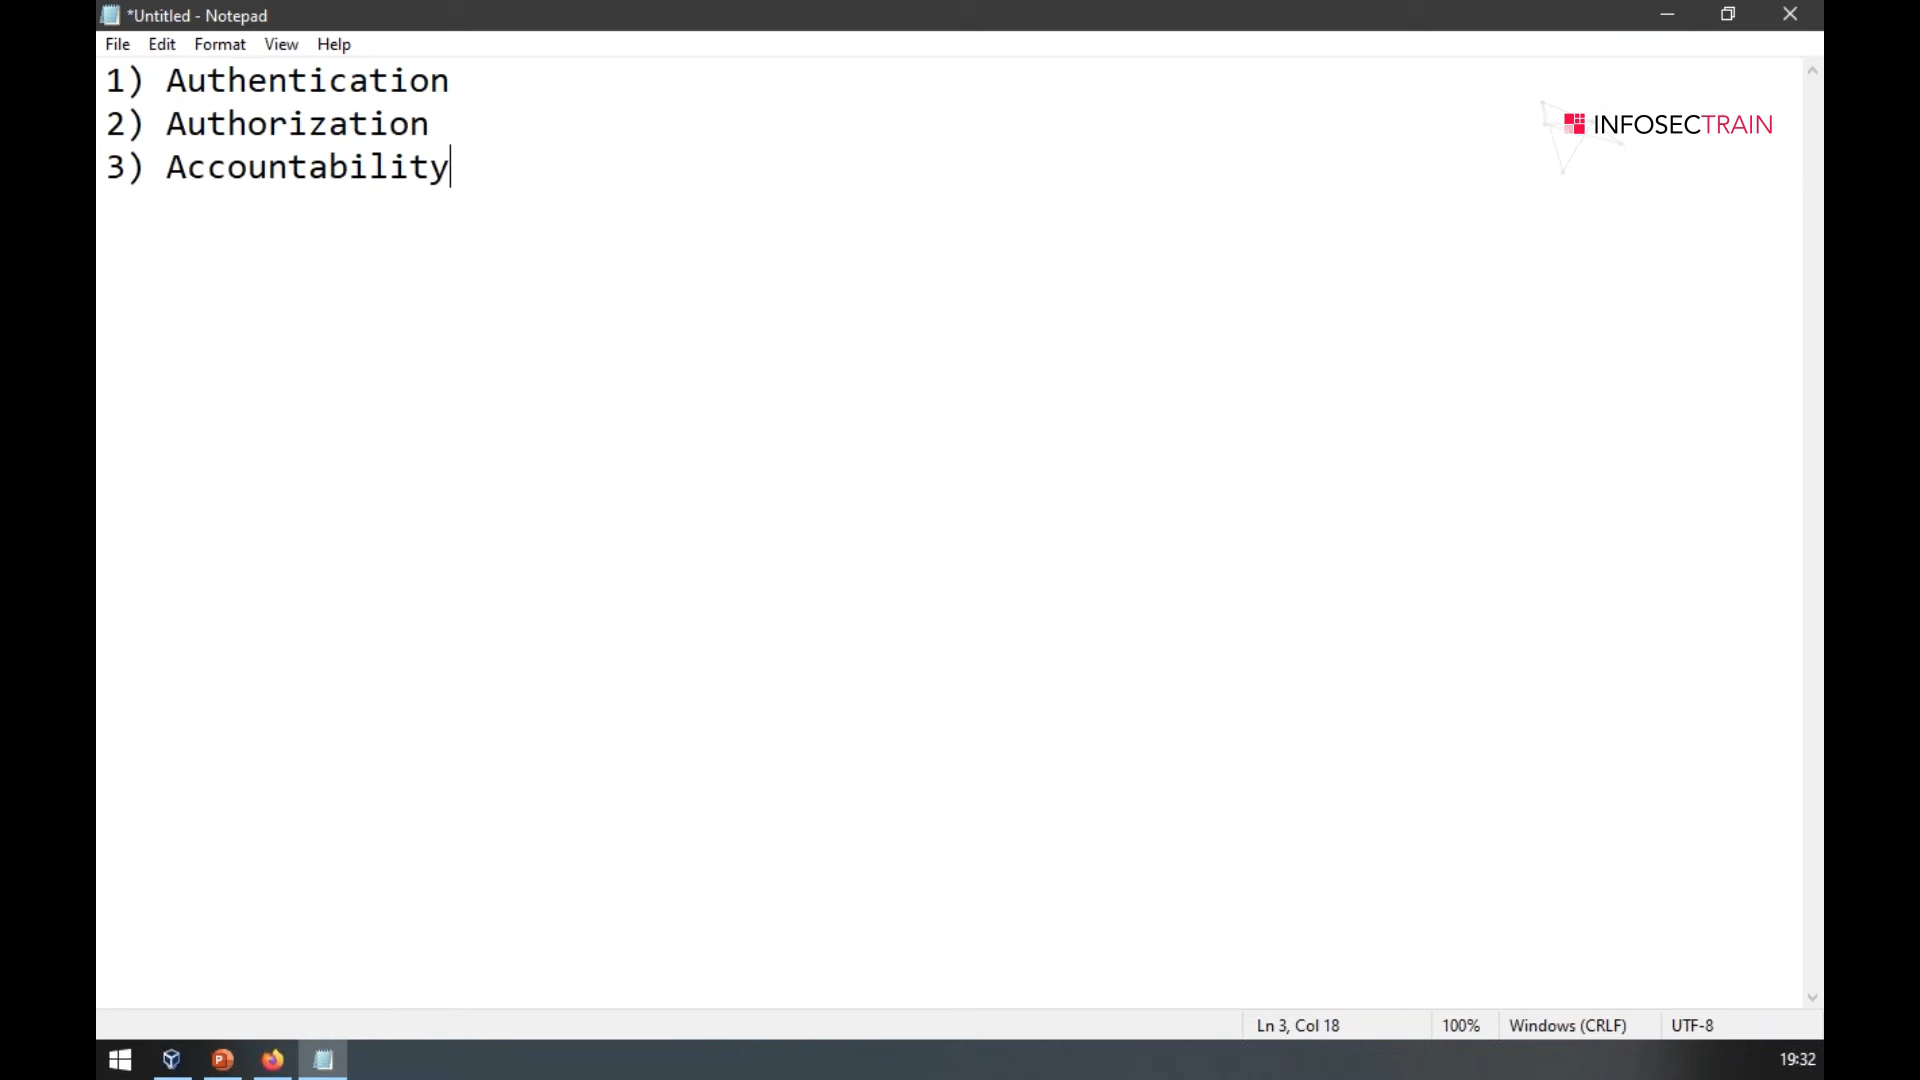 *Untitled - Notepad
File Edit Format View Help
1) Authentication
2) Authorization
3) Accountability
INFOSECTRAIN
Ln 3, Col 18 100% Windows (CRLF) UTF-8
19:32